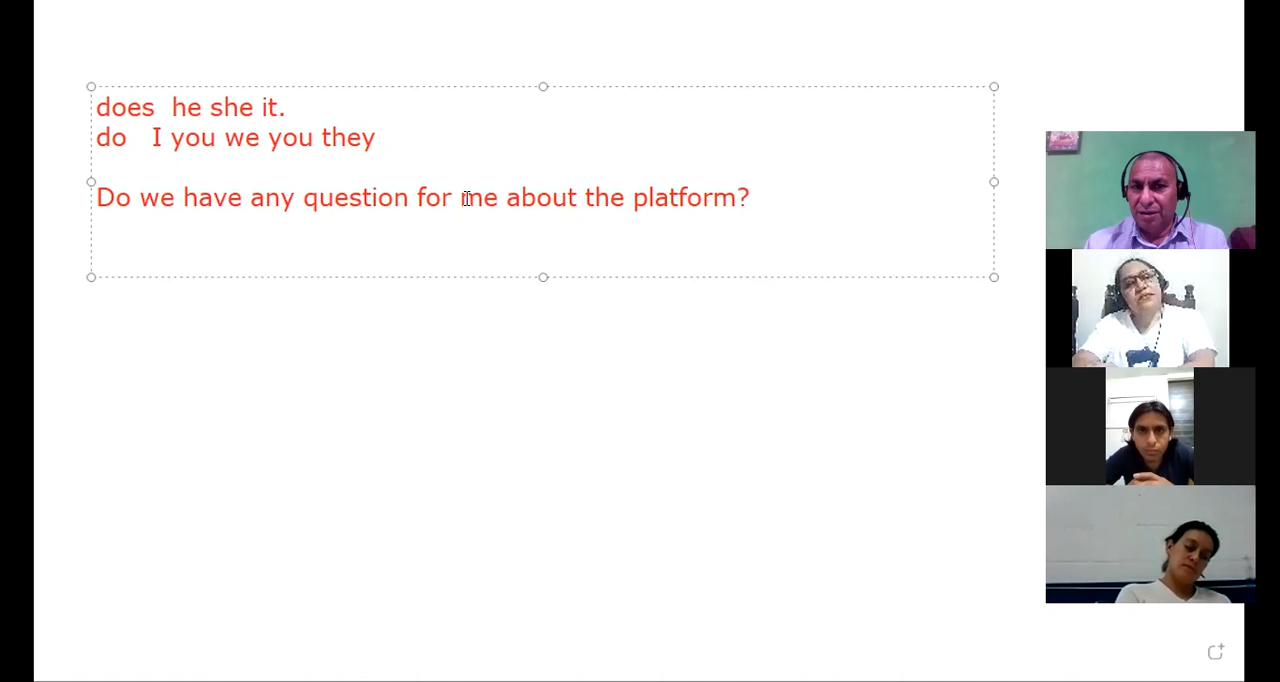 does he she it.
do I you we you they
Do we have any question for me about the platform?